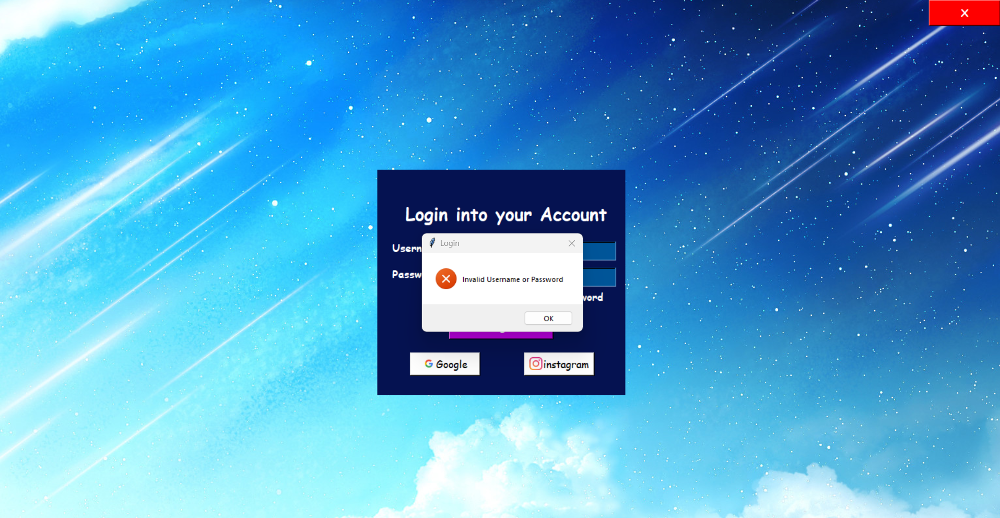 X
Login into your Account
Login
Invalid Username or Password
OK
Google
instagram